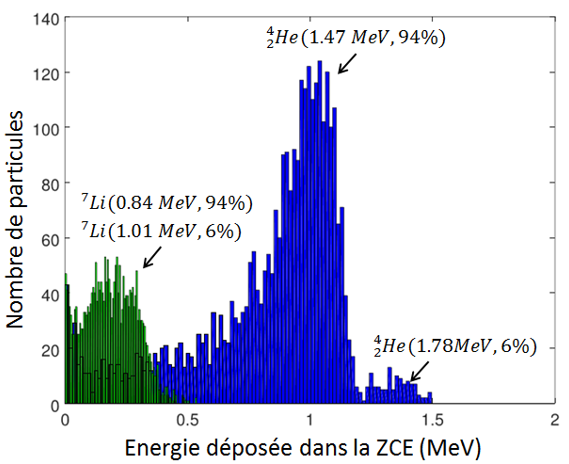 140
120
100
80
60
40
20
0
Nombre de particules
⁴₂He(1.47 MeV, 94%)
⁷Li(0.84 MeV, 94%)
⁷Li(1.01 MeV, 6%)
⁴₂He(1.78MeV, 6%)
0 0.5 1 1.5 2
Energie déposée dans la ZCE (MeV)